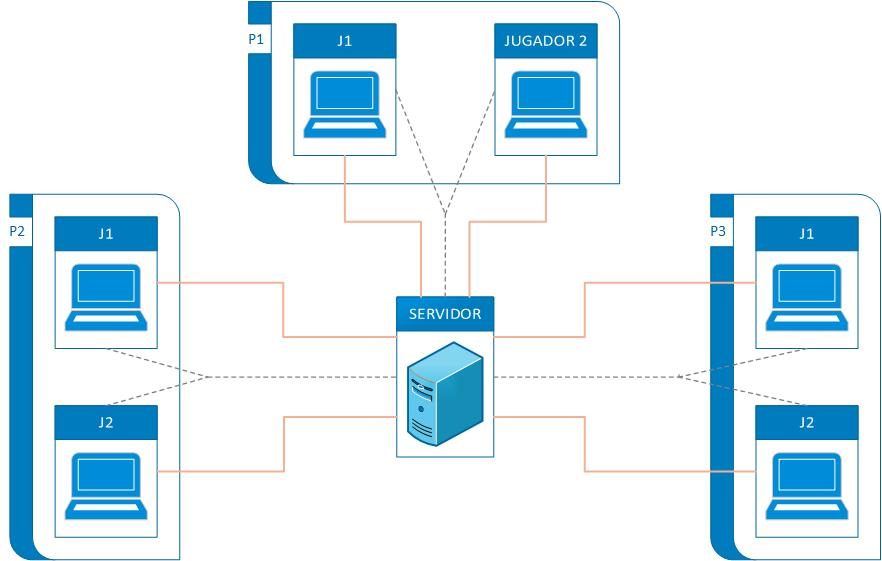 P1
J1
JUGADOR 2
P2
J1
P3
J1
SERVIDOR
J2
J2